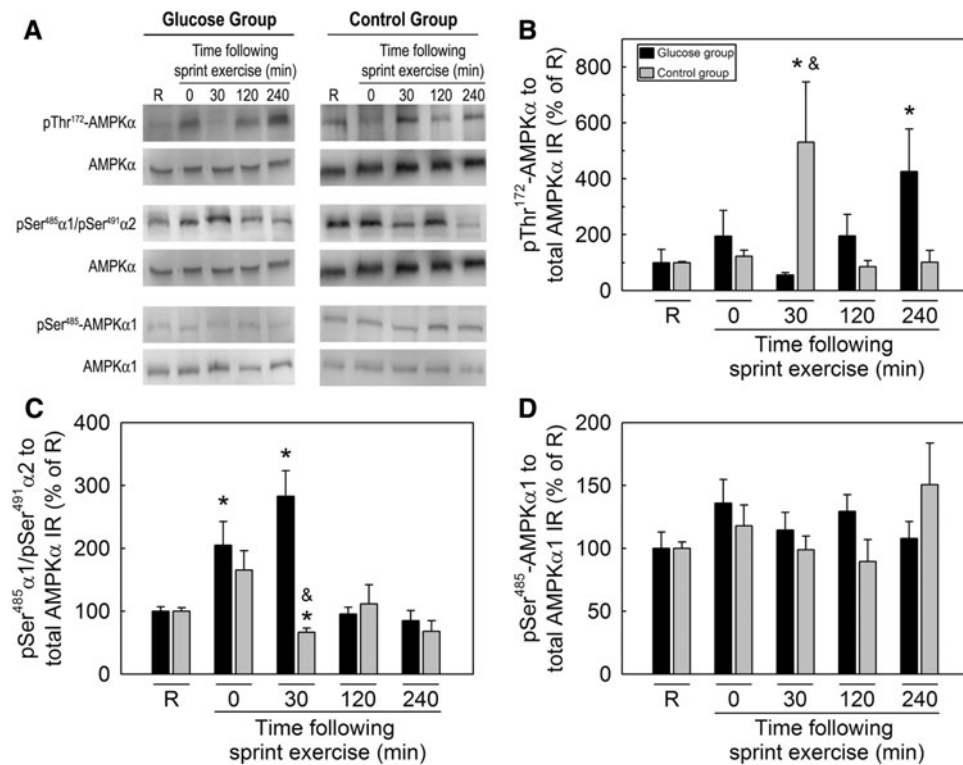 A
Glucose Group
Control Group
Time following
sprint exercise (min)
Time following
sprint exercise (min)
R 0 30 120 240
R 0 30 120 240
pThr¹⁷²-AMPKα
AMPKα
pSer⁴⁸⁵α1/pSer⁴⁹¹α2
AMPKα
pSer⁴⁸⁵-AMPKα1
AMPKα1
B
pThr¹⁷²-AMPKα to
total AMPKα IR (% of R)
800
600
400
200
0
Glucose group
Control group
* &
*
R 0 30 120 240
Time following
sprint exercise (min)
C
pSer⁴⁸⁵α1/pSer⁴⁹¹α2 to
total AMPKα IR (% of R)
400
300
200
100
0
*
*
&
*
R 0 30 120 240
Time following
sprint exercise (min)
D
pSer⁴⁸⁵-AMPKα1 to
total AMPKα1 IR (% of R)
200
150
100
50
0
R 0 30 120 240
Time following
sprint exercise (min)